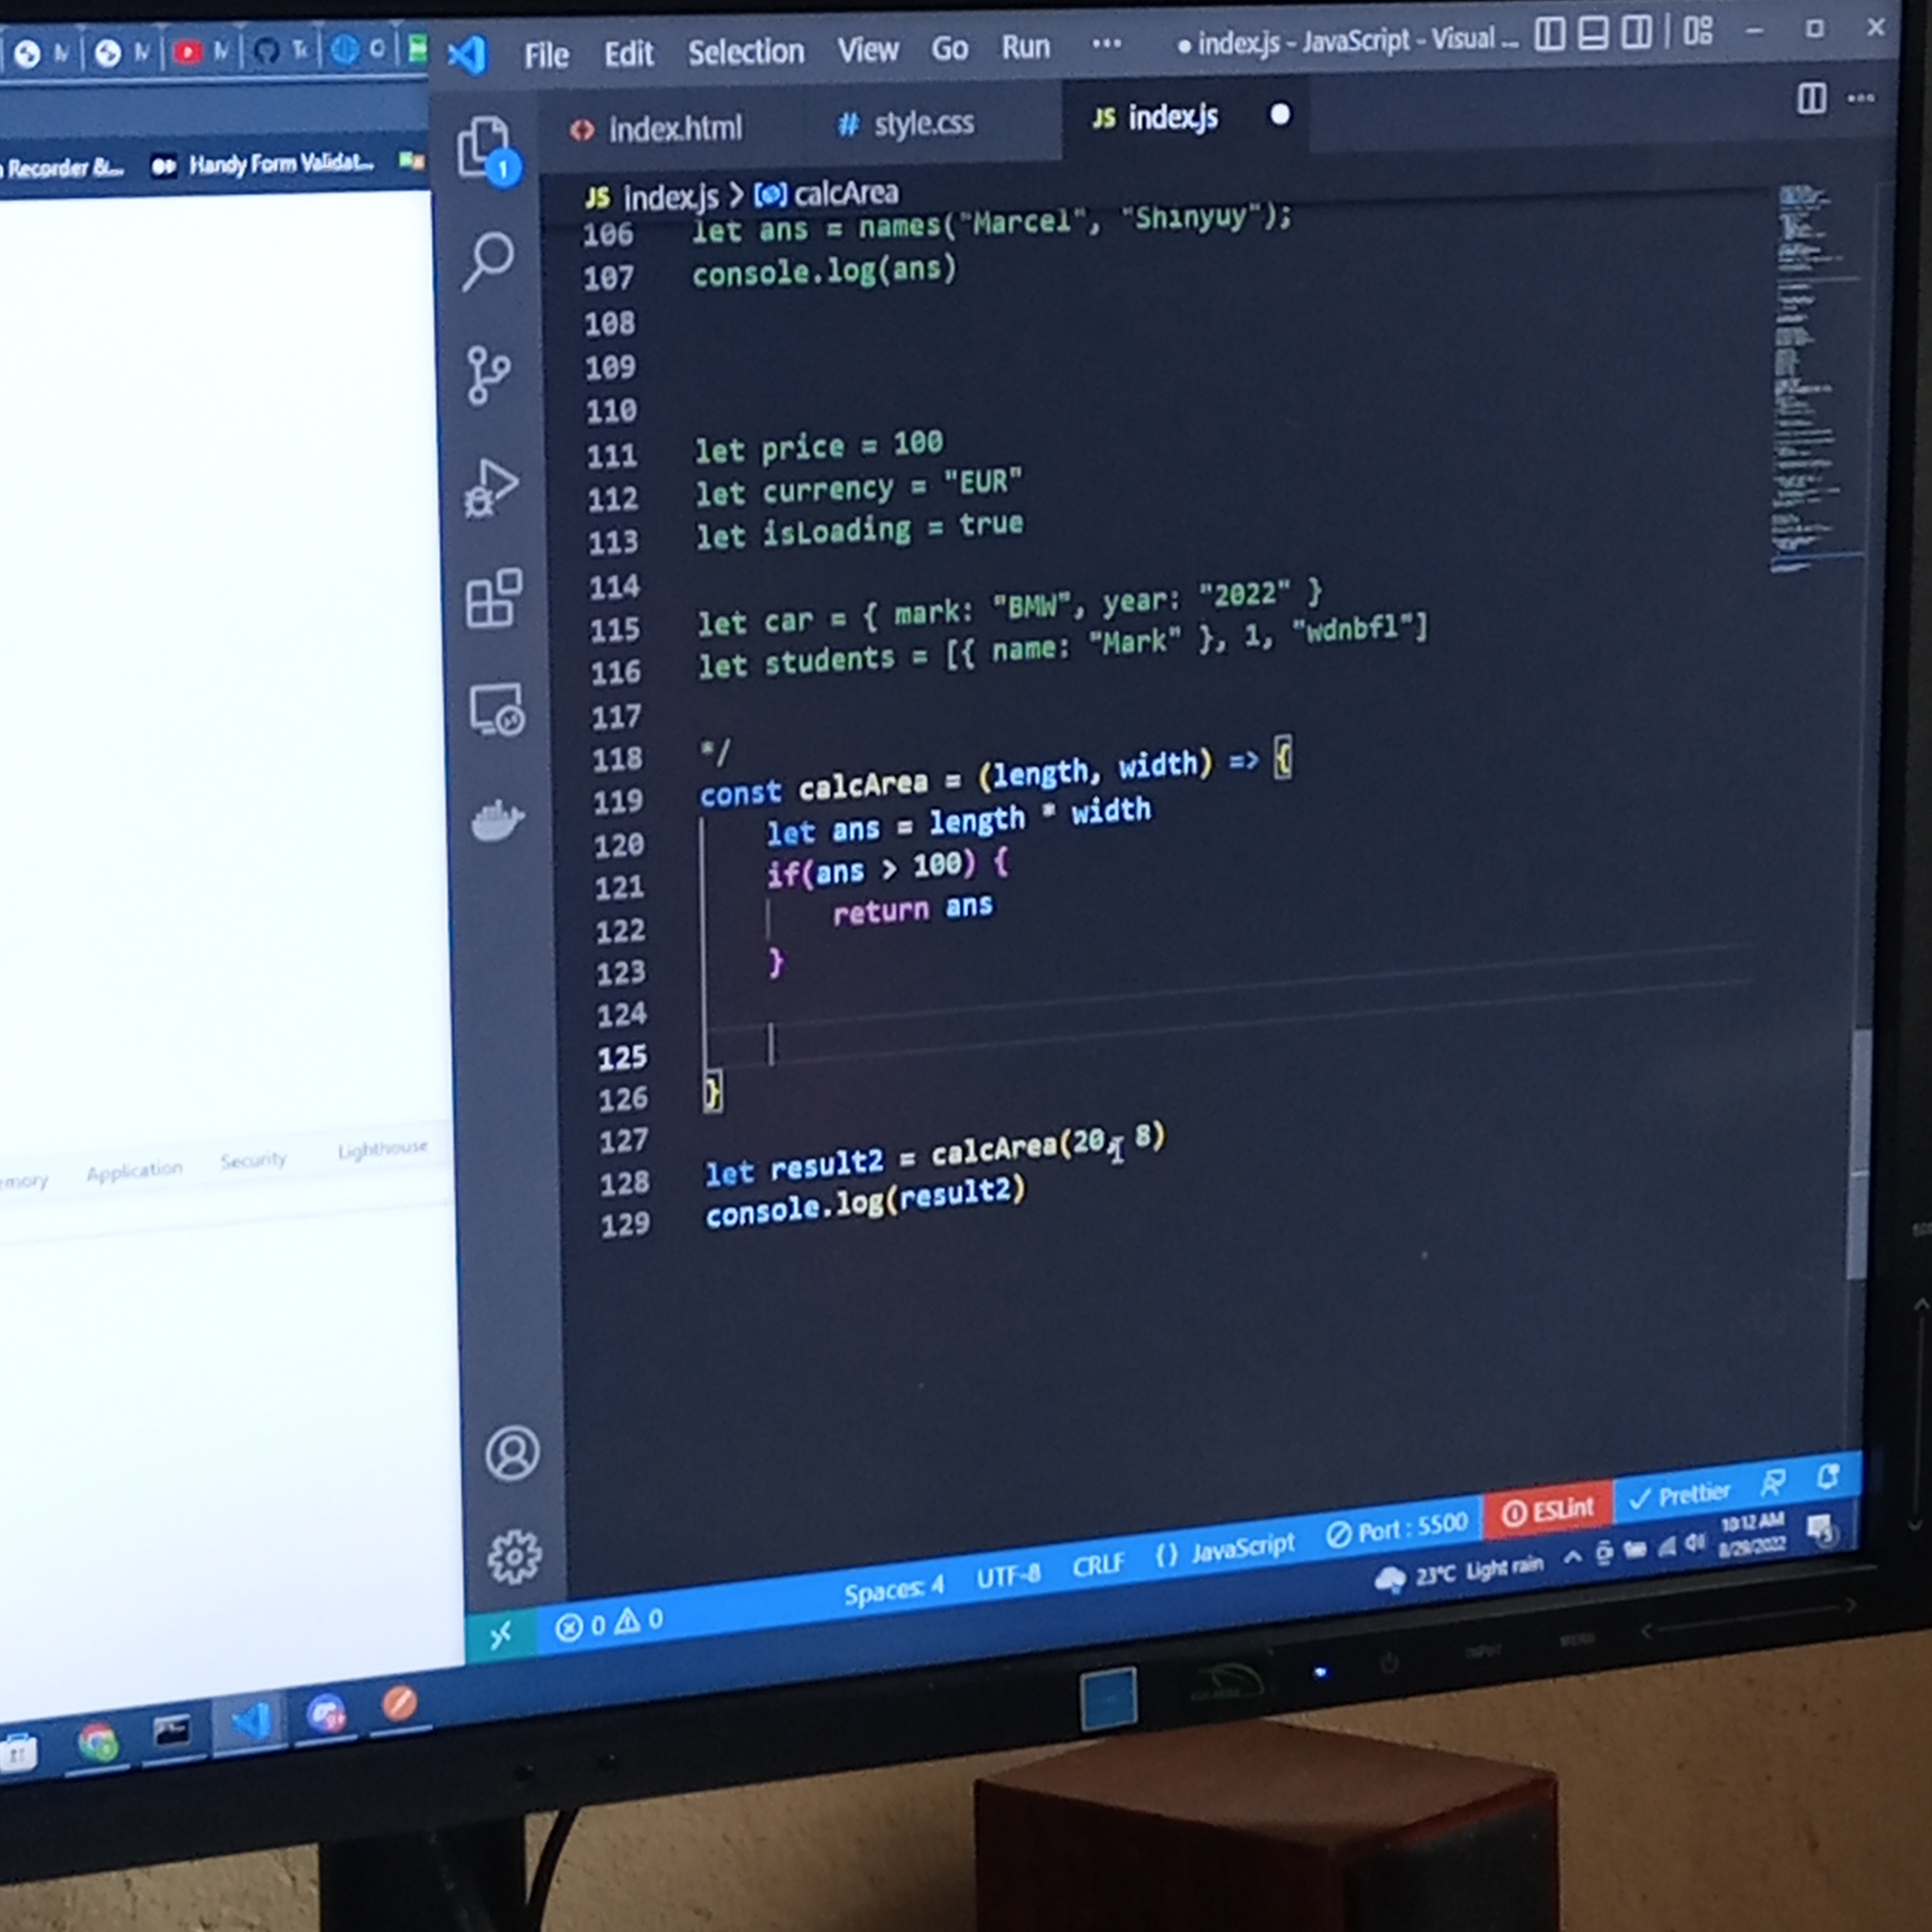 File Edit Selection View Go Run ... ● index.js - JavaScript - Visual ...
index.html # style.css JS index.js ●
1
Recorder &... Handy Form Validat...
JS index.js > calcArea
106 let ans = names("Marcel", "Shinyuy");
107 console.log(ans)
108
109
110
111 let price = 100
112 let currency = "EUR"
113 let isLoading = true
114
115 let car = { mark: "BMW", year: "2022" }
116 let students = [{ name: "Mark" }, 1, "wdnbfl"]
117
118 */
119 const calcArea = (length, width) => {
120 let ans = length * width
121 if(ans > 100) {
122 return ans
123 }
124
125
126 }
127
128 let result2 = calcArea(20, 8)
129 console.log(result2)
Application Security Lighthouse
0 0 Spaces: 4 UTF-8 CRLF {} JavaScript Port : 5500 ESLint Prettier
23°C Light rain 10:12 AM
8/29/2022